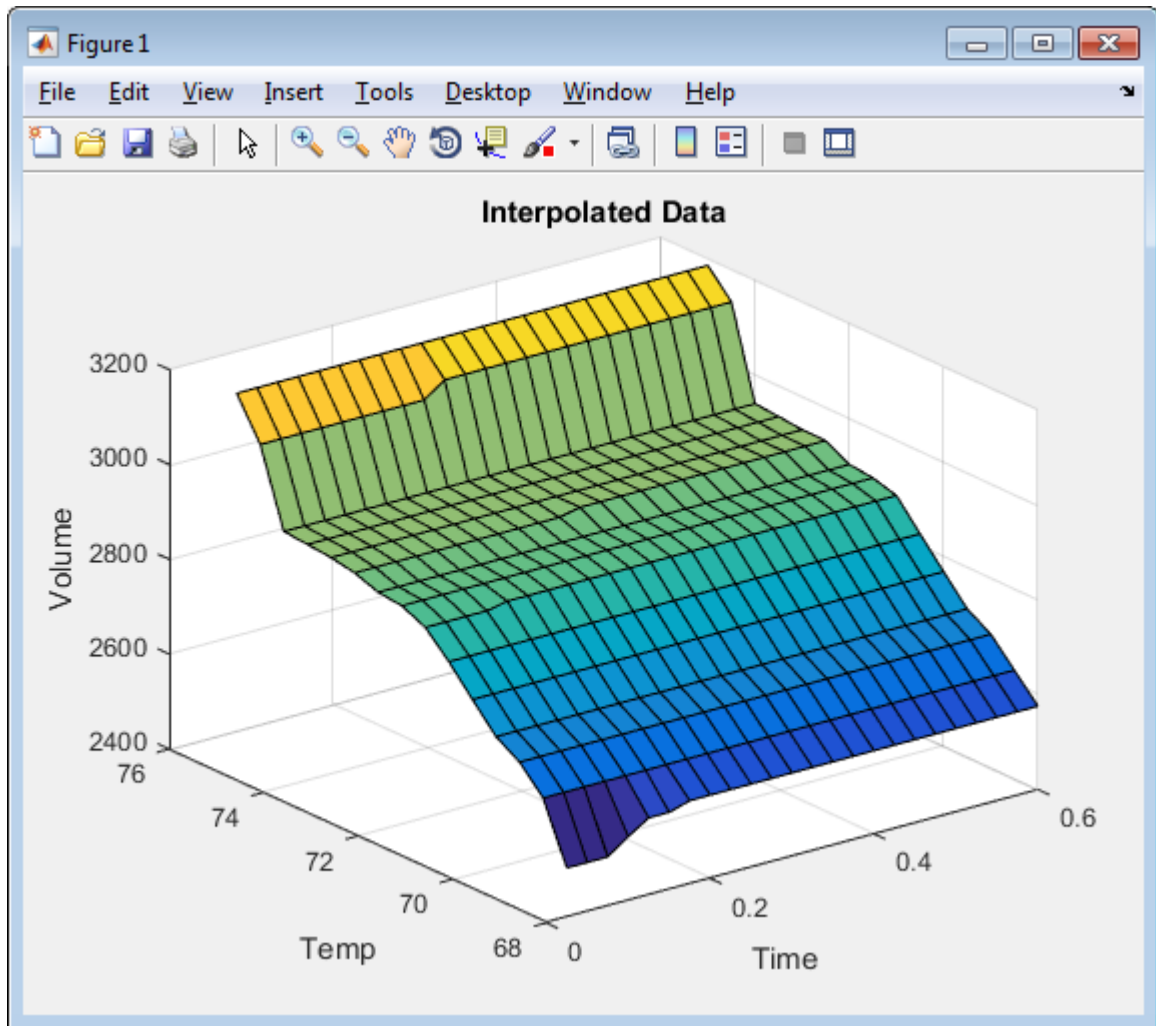 Figure 1
File Edit View Insert Tools Desktop Window Help
Interpolated Data
3200
3000
2800
2600
2400
Volume
76
74
72
70
68
Temp
0
0.2
0.4
0.6
Time